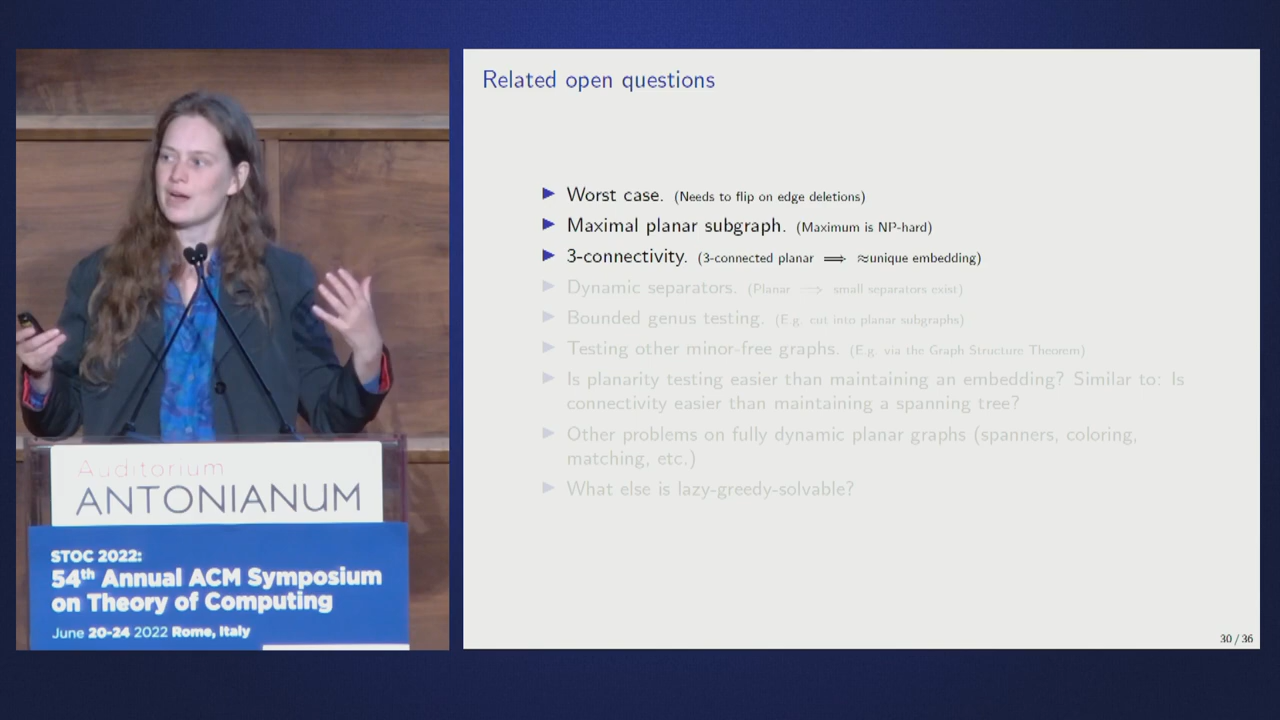 Related open questions
▶ Worst case. (Needs to flip on edge deletions)
▶ Maximal planar subgraph. (Maximum is NP-hard)
▶ 3-connectivity. (3-connected planar ⟹ ≈unique embedding)
▶ Dynamic separators. (Planar ⟹ small separators exist)
▶ Bounded genus testing. (E.g. cut into planar subgraphs)
▶ Testing other minor-free graphs. (E.g. via the Graph Structure Theorem)
▶ Is planarity testing easier than maintaining an embedding? Similar to: Is
connectivity easier than maintaining a spanning tree?
▶ Other problems on fully dynamic planar graphs (spanners, coloring,
matching, etc.)
▶ What else is lazy-greedy-solvable?
30 / 36
Auditorium
ANTONIANUM
STOC 2022:
54th Annual ACM Symposium
on Theory of Computing
June 20-24 2022 Rome, Italy